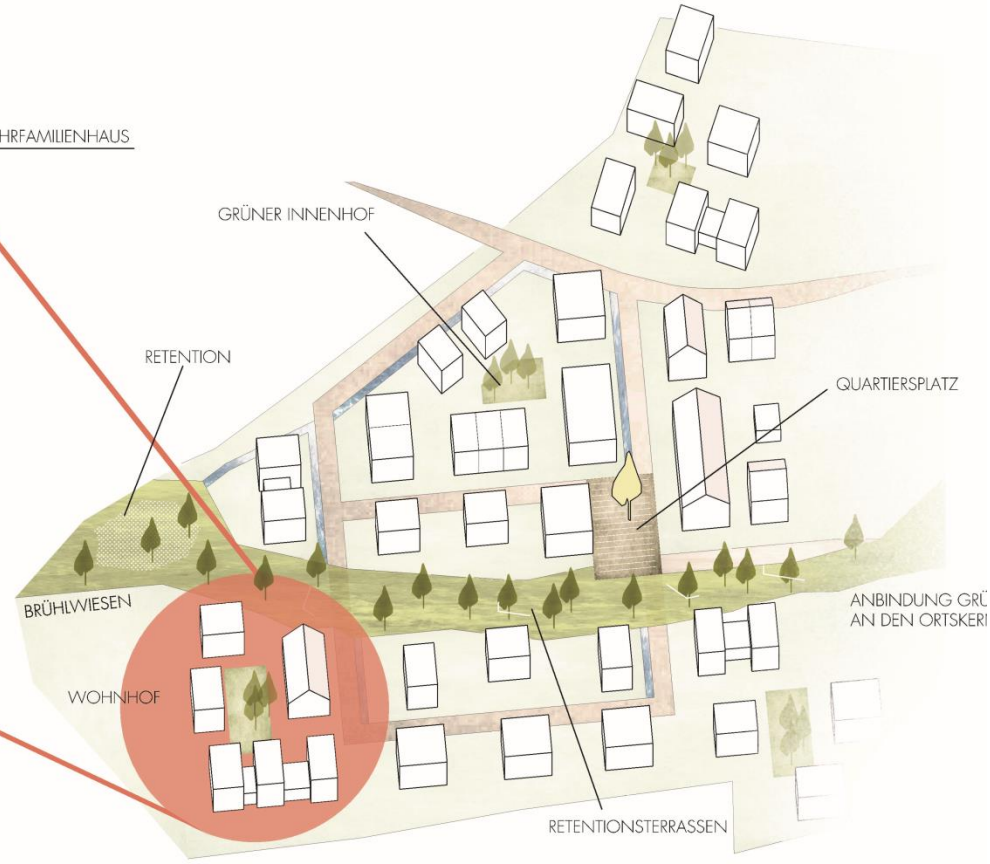 HRFAMILIENHAUS
GRÜNER INNENHOF
RETENTION
QUARTIERSPLATZ
BRÜHLWIESEN
ANBINDUNG GRÜ
AN DEN ORTSKER
WOHNHOF
RETENTIONSTERRASSEN